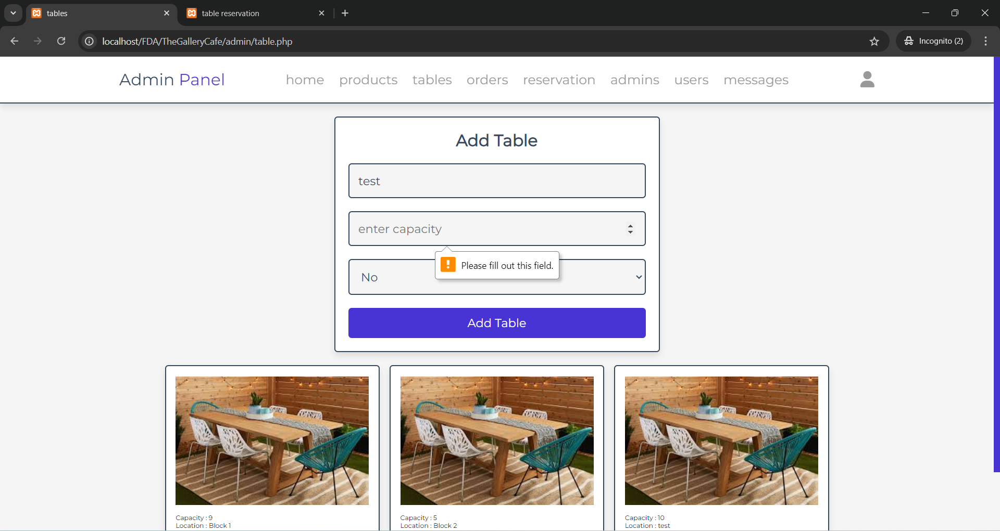 tables
table reservation
localhost/FDA/TheGalleryCafe/admin/table.php
Incognito (2)
Admin Panel
home products tables orders reservation admins users messages
Add Table
test
enter capacity
Please fill out this field.
No
Add Table
Capacity : 9
Location : Block 1
Capacity : 5
Location : Block 2
Capacity : 10
Location : test